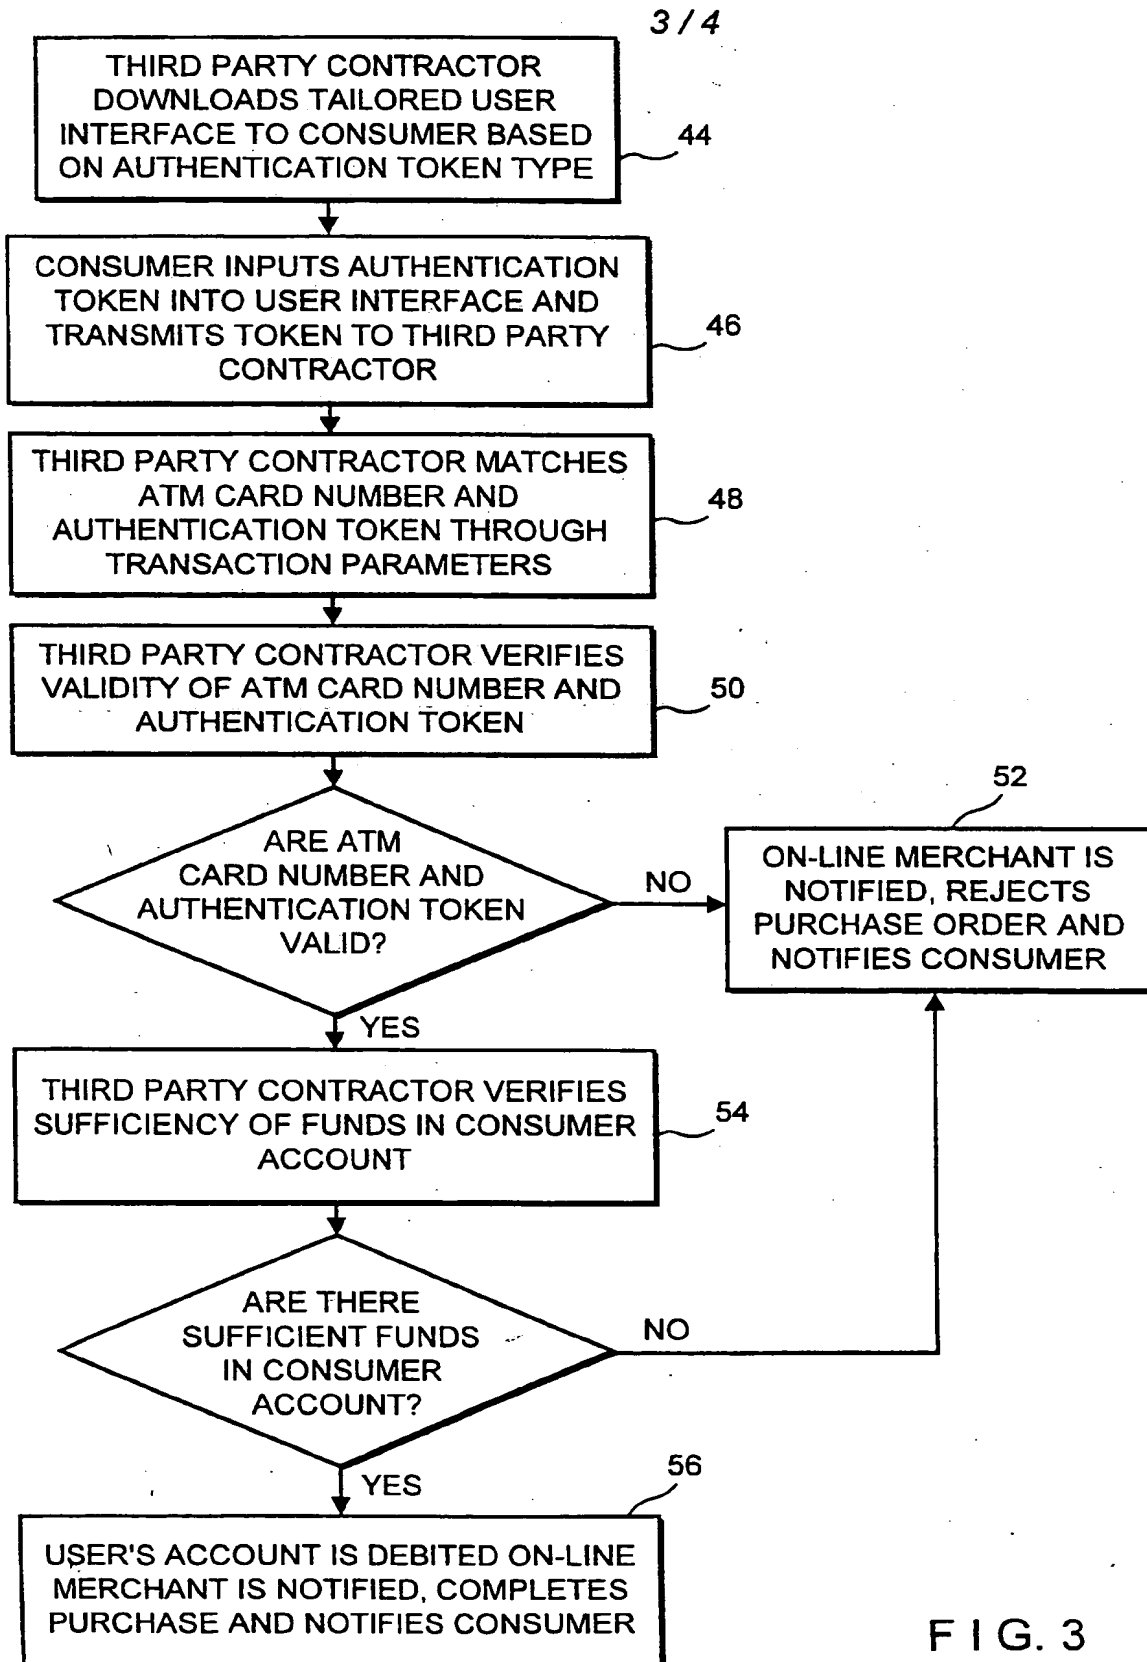 3 / 4
THIRD PARTY CONTRACTOR
DOWNLOADS TAILORED USER
INTERFACE TO CONSUMER BASED
ON AUTHENTICATION TOKEN TYPE
44
CONSUMER INPUTS AUTHENTICATION
TOKEN INTO USER INTERFACE AND
TRANSMITS TOKEN TO THIRD PARTY
CONTRACTOR
46
THIRD PARTY CONTRACTOR MATCHES
ATM CARD NUMBER AND
AUTHENTICATION TOKEN THROUGH
TRANSACTION PARAMETERS
48
THIRD PARTY CONTRACTOR VERIFIES
VALIDITY OF ATM CARD NUMBER AND
AUTHENTICATION TOKEN
50
ARE ATM
CARD NUMBER AND
AUTHENTICATION TOKEN
VALID?
NO
52
ON-LINE MERCHANT IS
NOTIFIED, REJECTS
PURCHASE ORDER AND
NOTIFIES CONSUMER
YES
THIRD PARTY CONTRACTOR VERIFIES
SUFFICIENCY OF FUNDS IN CONSUMER
ACCOUNT
54
ARE THERE
SUFFICIENT FUNDS
IN CONSUMER
ACCOUNT?
NO
YES
56
USER'S ACCOUNT IS DEBITED ON-LINE
MERCHANT IS NOTIFIED, COMPLETES
PURCHASE AND NOTIFIES CONSUMER
FIG. 3